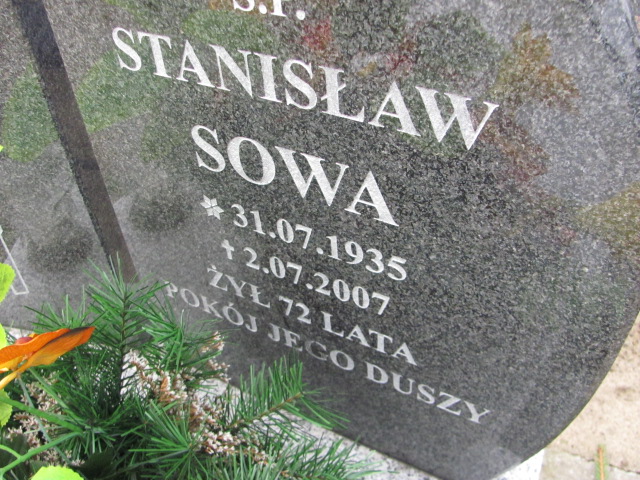 Ś.P.
STANISŁAW
SOWA
* 31.07.1935
✝ 2.07.2007
ŻYŁ 72 LATA
POKÓJ JEGO DUSZY